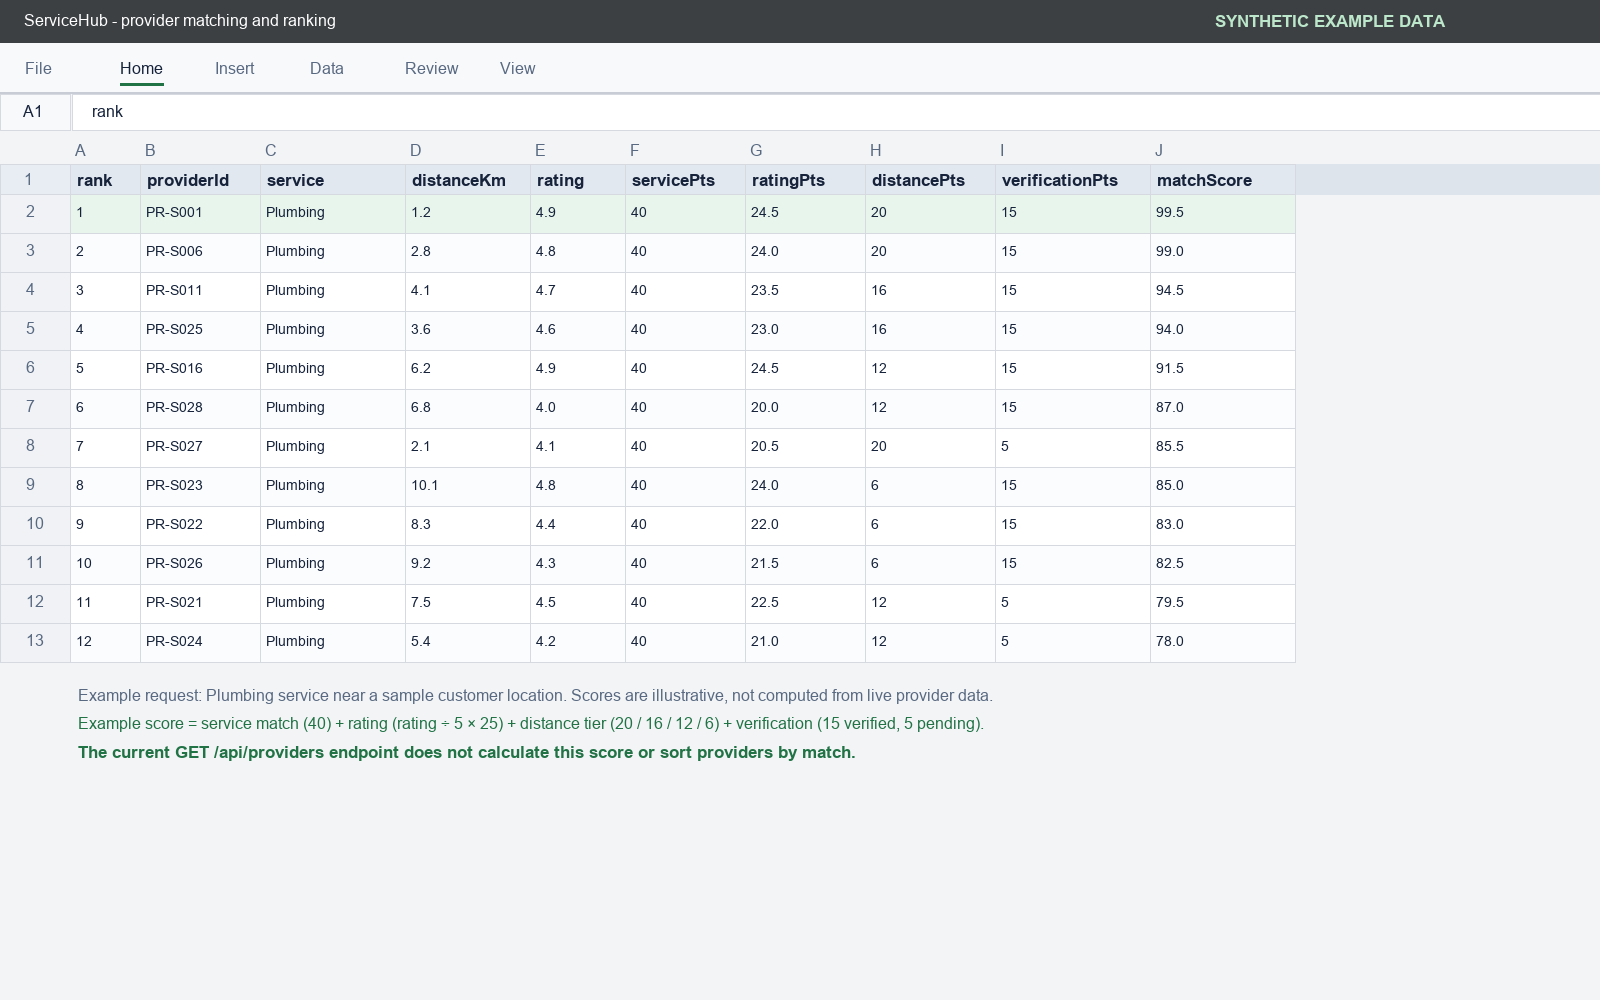 ServiceHub - provider matching and ranking SYNTHETIC EXAMPLE DATA
File Home Insert Data Review View
A1 rank
A B C D E F G H I J
1 rank providerId service distanceKm rating servicePts ratingPts distancePts verificationPts matchScore
2 1 PR-S001 Plumbing 1.2 4.9 40 24.5 20 15 99.5
3 2 PR-S006 Plumbing 2.8 4.8 40 24.0 20 15 99.0
4 3 PR-S011 Plumbing 4.1 4.7 40 23.5 16 15 94.5
5 4 PR-S025 Plumbing 3.6 4.6 40 23.0 16 15 94.0
6 5 PR-S016 Plumbing 6.2 4.9 40 24.5 12 15 91.5
7 6 PR-S028 Plumbing 6.8 4.0 40 20.0 12 15 87.0
8 7 PR-S027 Plumbing 2.1 4.1 40 20.5 20 5 85.5
9 8 PR-S023 Plumbing 10.1 4.8 40 24.0 6 15 85.0
10 9 PR-S022 Plumbing 8.3 4.4 40 22.0 6 15 83.0
11 10 PR-S026 Plumbing 9.2 4.3 40 21.5 6 15 82.5
12 11 PR-S021 Plumbing 7.5 4.5 40 22.5 12 5 79.5
13 12 PR-S024 Plumbing 5.4 4.2 40 21.0 12 5 78.0
Example request: Plumbing service near a sample customer location. Scores are illustrative, not computed from live provider data.
Example score = service match (40) + rating (rating ÷ 5 × 25) + distance tier (20 / 16 / 12 / 6) + verification (15 verified, 5 pending).
The current GET /api/providers endpoint does not calculate this score or sort providers by match.